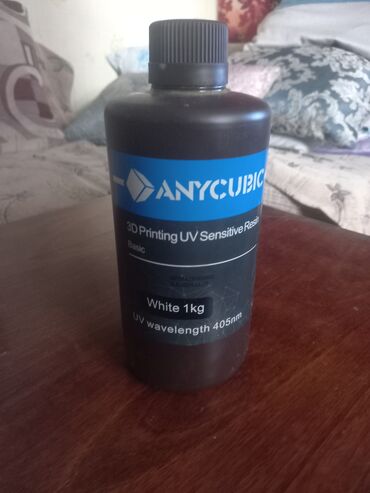 ANYCUBIC
3D Printing UV Sensitive Resin
Basic
White 1kg
UV wavelength 405nm